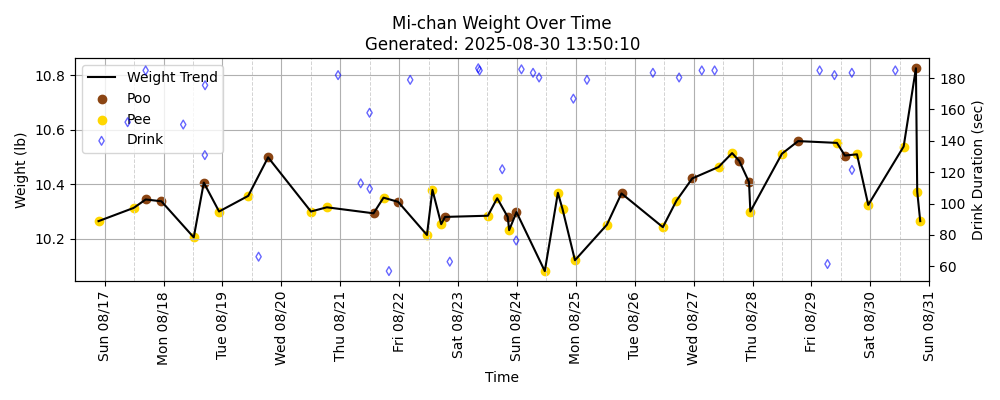 Mi-chan Weight Over Time
Generated: 2025-08-30 13:50:10
Weight (lb)
10.8
10.6
10.4
10.2
Weight Trend
Poo
Pee
Drink
180
160
140
120
100
80
60
Drink Duration (sec)
Sun 08/17
Mon 08/18
Tue 08/19
Wed 08/20
Thu 08/21
Fri 08/22
Sat 08/23
Sun 08/24
Mon 08/25
Tue 08/26
Wed 08/27
Thu 08/28
Fri 08/29
Sat 08/30
Sun 08/31
Time